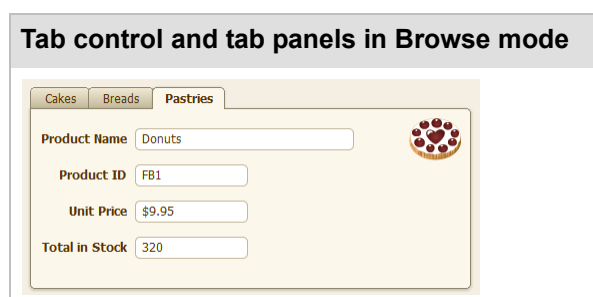 Tab control and tab panels in Browse mode
Cakes Breads Pastries
Product Name Donuts
Product ID FB1
Unit Price $9.95
Total in Stock 320